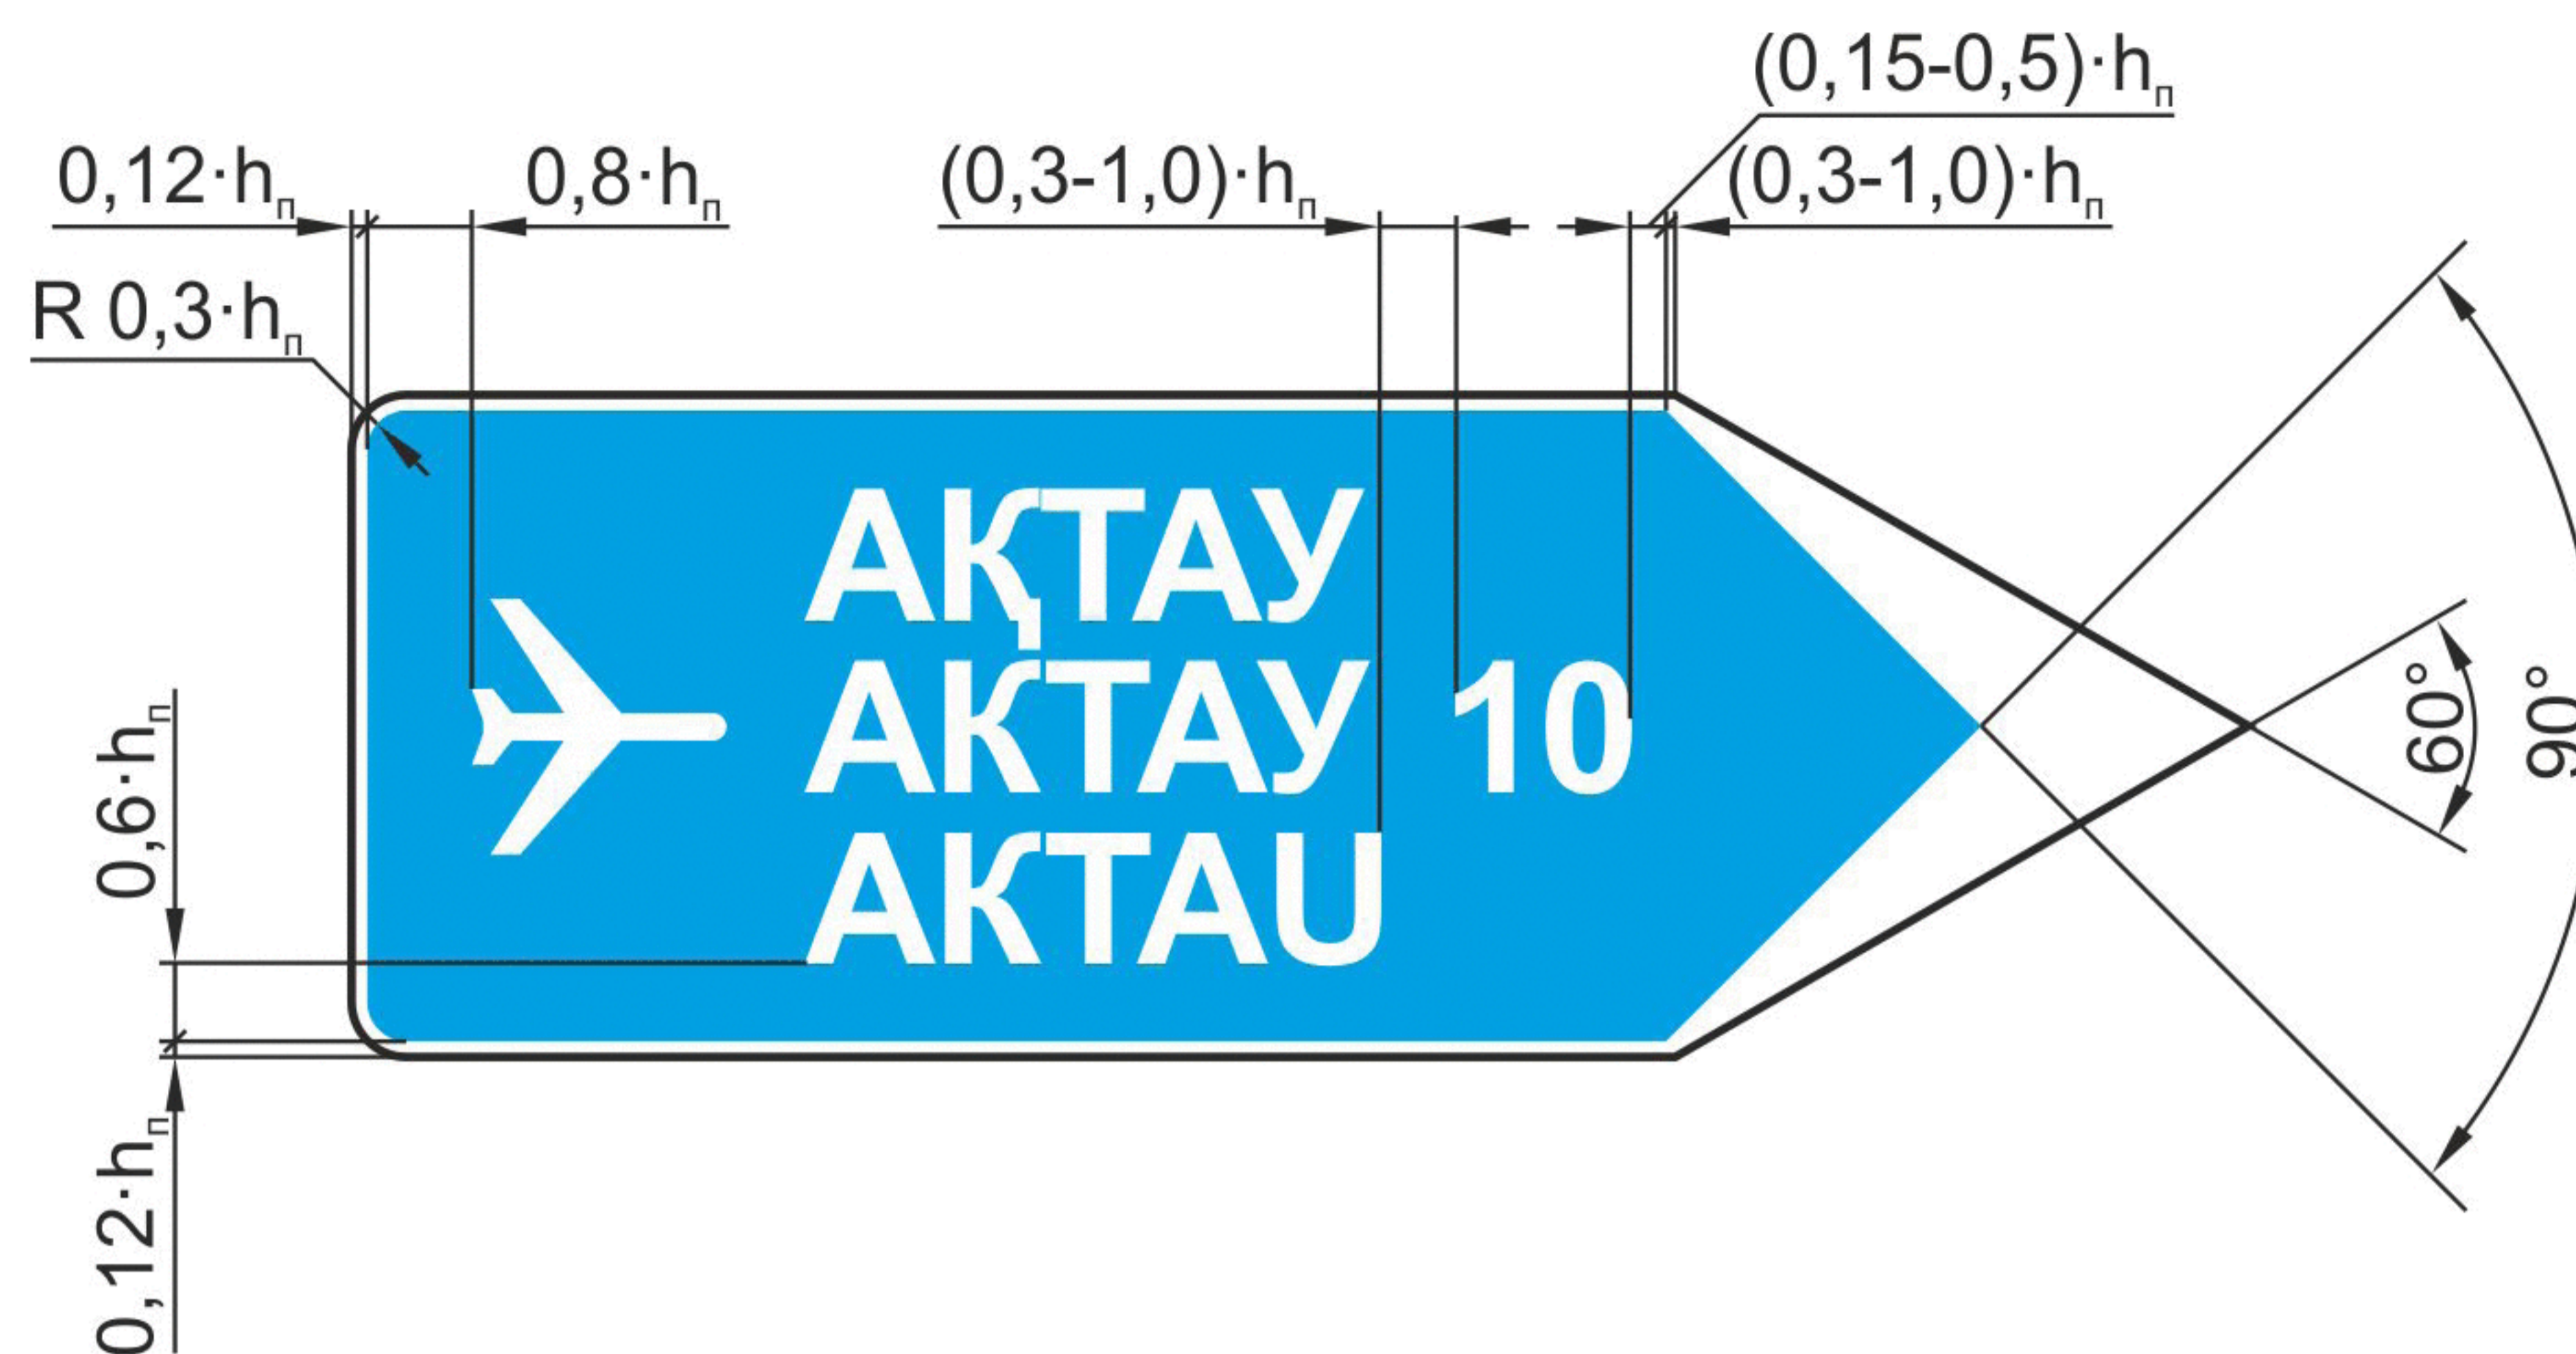 (0,15-0,5)·hп
0,12·hп
0,8·hп
(0,3-1,0)·hп
(0,3-1,0)·hп
R 0,3·hп
АҚТАУ
АКТАУ 10
AKTAU
0,6·hп
0,12·hп
60°
90°